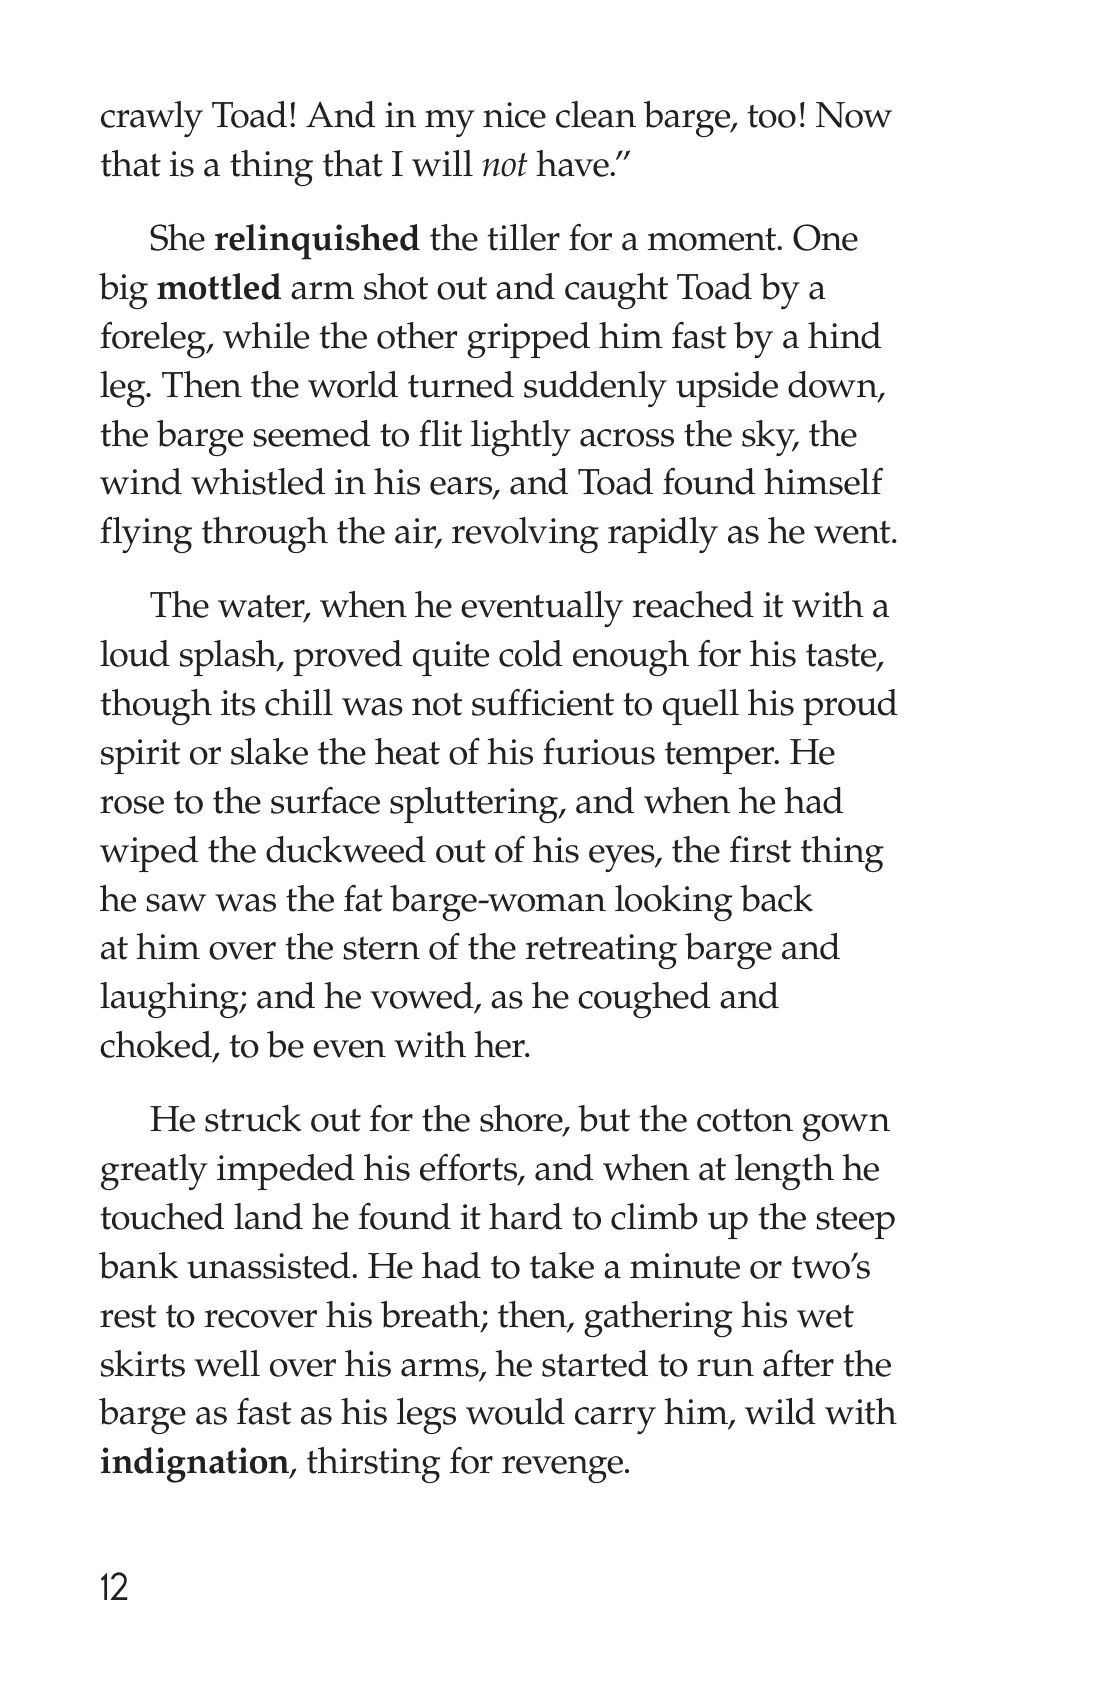 crawly Toad! And in my nice clean barge, too! Now
that is a thing that I will not have.”
She relinquished the tiller for a moment. One
big mottled arm shot out and caught Toad by a
foreleg, while the other gripped him fast by a hind
leg. Then the world turned suddenly upside down,
the barge seemed to flit lightly across the sky, the
wind whistled in his ears, and Toad found himself
flying through the air, revolving rapidly as he went.
The water, when he eventually reached it with a
loud splash, proved quite cold enough for his taste,
though its chill was not sufficient to quell his proud
spirit or slake the heat of his furious temper. He
rose to the surface spluttering, and when he had
wiped the duckweed out of his eyes, the first thing
he saw was the fat barge-woman looking back
at him over the stern of the retreating barge and
laughing; and he vowed, as he coughed and
choked, to be even with her.
He struck out for the shore, but the cotton gown
greatly impeded his efforts, and when at length he
touched land he found it hard to climb up the steep
bank unassisted. He had to take a minute or two’s
rest to recover his breath; then, gathering his wet
skirts well over his arms, he started to run after the
barge as fast as his legs would carry him, wild with
indignation, thirsting for revenge.
12